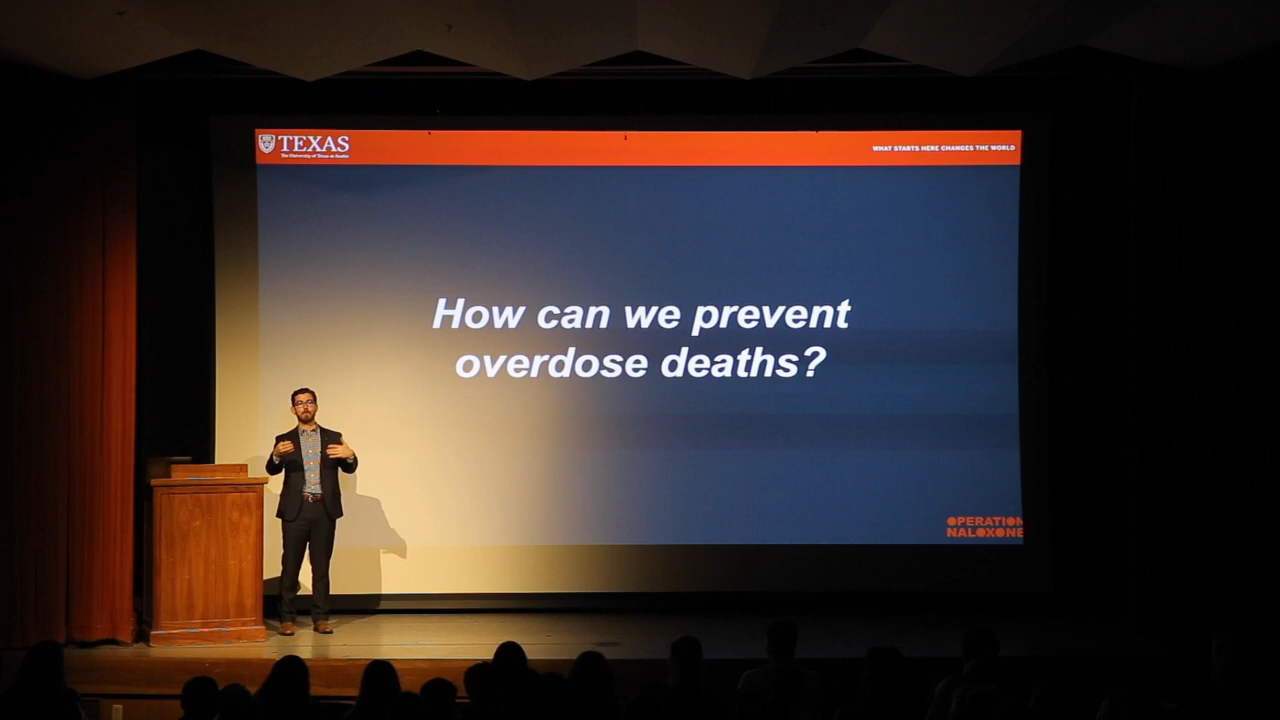 TEXAS
The University of Texas at Austin
WHAT STARTS HERE CHANGES THE WORLD
How can we prevent
overdose deaths?
OPERATION
NALOXONE